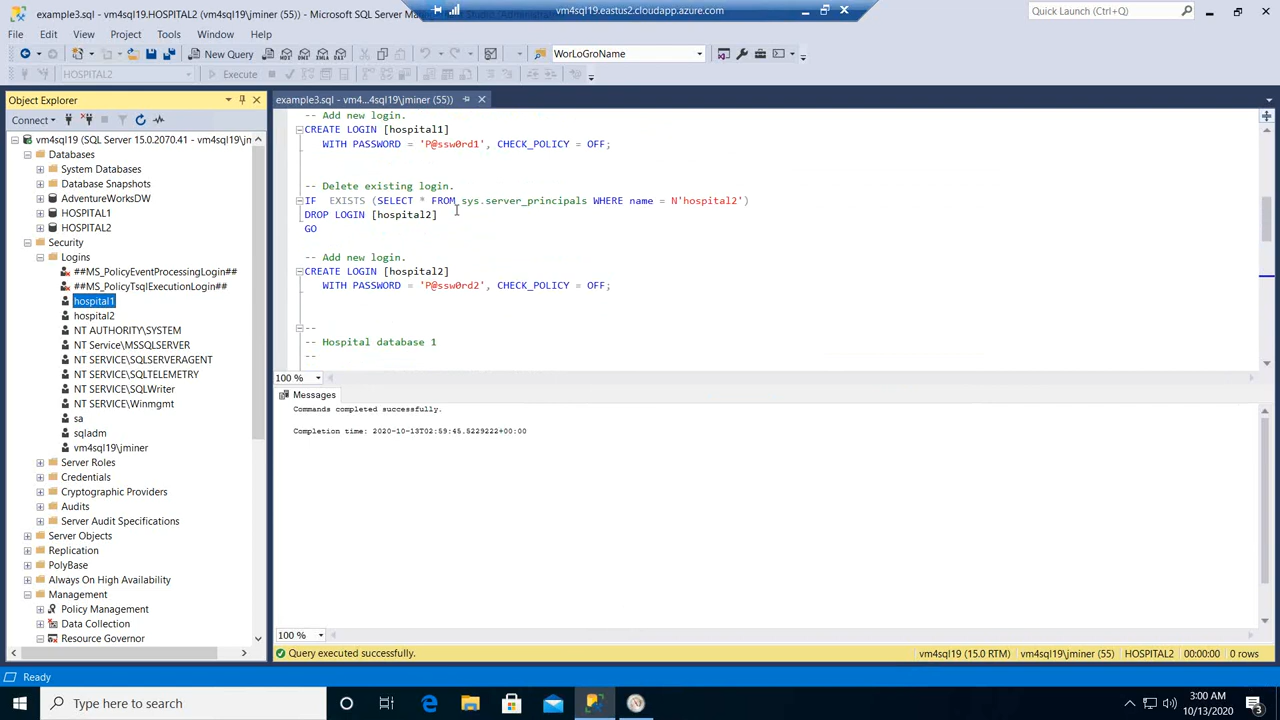 vm4sql19,0.HOSPITAL2 (vm4sql19\jminer (55)) - Microsoft SQL Server
vm4sql19.eastus2.cloudapp.azure.com
Quick Launch (Ctrl+Q)
File Edit View Project Tools Window Help
New Query
WorLoGroName
HOSPITAL2
Execute
Object Explorer
Connect
vm4sql19 (SQL Server 15.0.2070.41 - vm4sql19\jm
Databases
System Databases
Database Snapshots
AdventureWorksDW
HOSPITAL1
HOSPITAL2
Security
Logins
##MS_PolicyEventProcessingLogin##
##MS_PolicyTsqlExecutionLogin##
hospital1
hospital2
NT AUTHORITY\SYSTEM
NT Service\MSSQLSERVER
NT SERVICE\SQLSERVERAGENT
NT SERVICE\SQLTELEMETRY
NT SERVICE\SQLWriter
NT SERVICE\Winmgmt
sa
sqladm
vm4sql19\jminer
Server Roles
Credentials
Cryptographic Providers
Audits
Server Audit Specifications
Server Objects
Replication
PolyBase
Always On High Availability
Management
Policy Management
Data Collection
Resource Governor
example3.sql - vm4...4sql19\jminer (55))
-- Add new login.
CREATE LOGIN [hospital1]
WITH PASSWORD = 'P@ssw0rd1', CHECK_POLICY = OFF;
-- Delete existing login.
IF EXISTS (SELECT * FROM sys.server_principals WHERE name = N'hospital2')
DROP LOGIN [hospital2]
GO
-- Add new login.
CREATE LOGIN [hospital2]
WITH PASSWORD = 'P@ssw0rd2', CHECK_POLICY = OFF;
--
-- Hospital database 1
--
100 %
Messages
Commands completed successfully.
Completion time: 2020-10-13T02:59:45.5229222+00:00
100 %
Query executed successfully.
vm4sql19 (15.0 RTM) vm4sql19\jminer (55) HOSPITAL2 00:00:00 0 rows
Ready
Type here to search
3:00 AM
10/13/2020
3